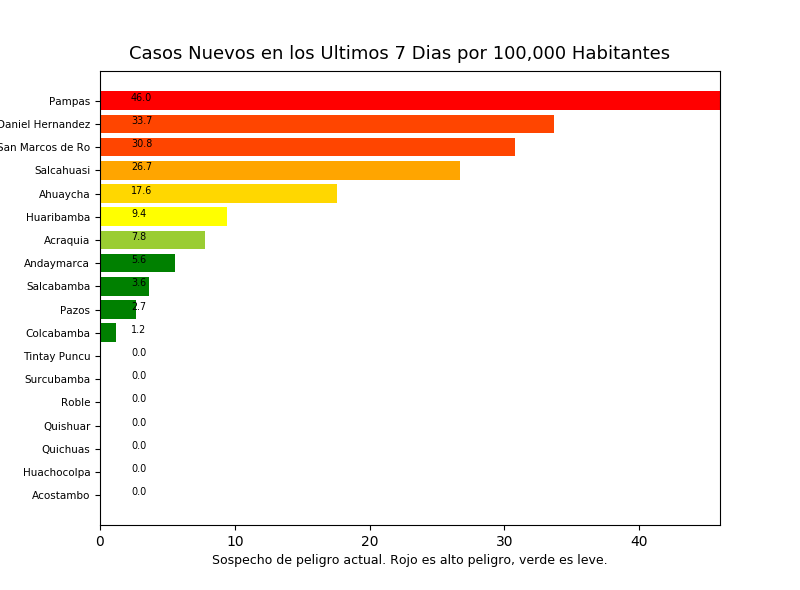 Casos Nuevos en los Ultimos 7 Dias por 100,000 Habitantes
Pampas 46.0
Daniel Hernandez 33.7
San Marcos de Ro 30.8
Salcahuasi 26.7
Ahuaycha 17.6
Huaribamba 9.4
Acraquia 7.8
Andaymarca 5.6
Salcabamba 3.6
Pazos 2.7
Colcabamba 1.2
Tintay Puncu 0.0
Surcubamba 0.0
Roble 0.0
Quishuar 0.0
Quichuas 0.0
Huachocolpa 0.0
Acostambo 0.0
0 10 20 30 40
Sospecho de peligro actual. Rojo es alto peligro, verde es leve.